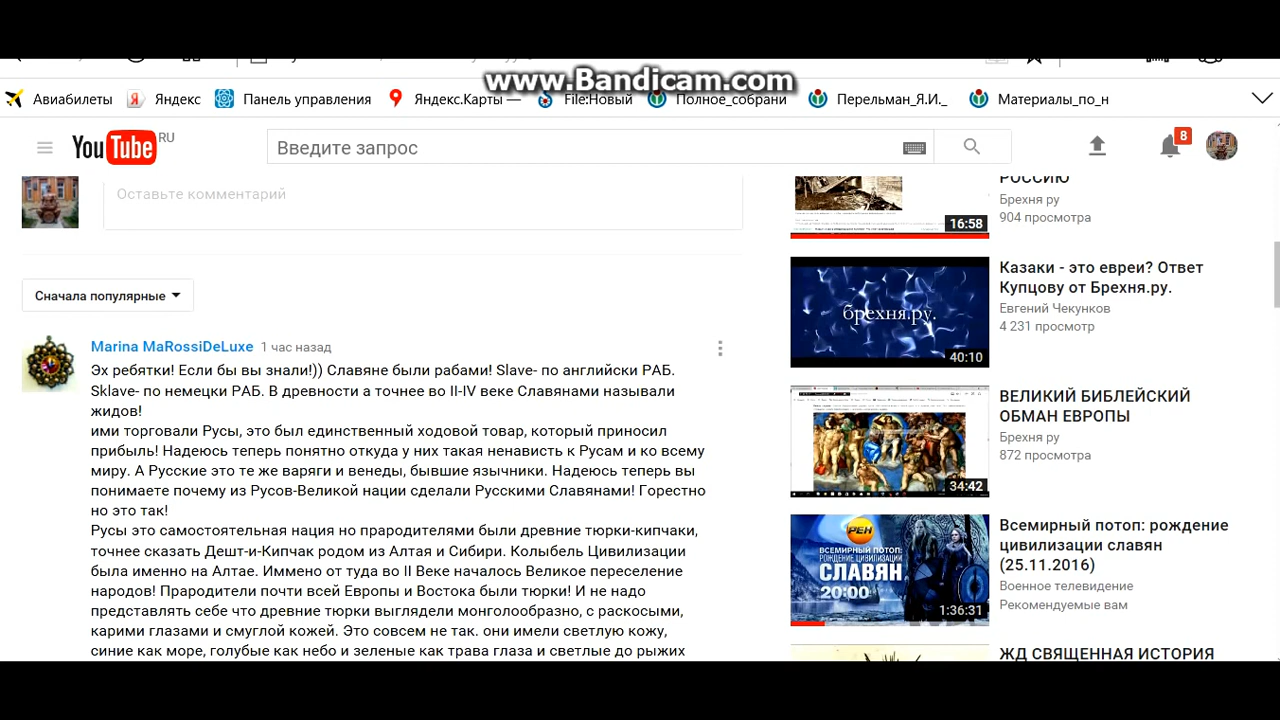 www.Bandicam.com
Авиабилеты Яндекс Панель управления Яндекс.Карты — File:Новый Полное_собрани Перельман_Я.И._ Материалы_по_н
YouTube RU
Введите запрос
8
Оставьте комментарий
Сначала популярные
Marina MaRossiDeLuxe 1 час назад
Эх ребятки! Если бы вы знали!)) Славяне были рабами! Slave- по английски РАБ.
Sklave- по немецки РАБ. В древности а точнее во II-IV веке Славянами называли
жидов!
ими торговали Русы, это был единственный ходовой товар, который приносил
прибыль! Надеюсь теперь понятно откуда у них такая ненависть к Русам и ко всему
миру. А Русские это те же варяги и венеды, бывшие язычники. Надеюсь теперь вы
понимаете почему из Русов-Великой нации сделали Русскими Славянами! Горестно
но это так!
Русы это самостоятельная нация но прародителями были древние тюрки-кипчаки,
точнее сказать Дешт-и-Кипчак родом из Алтая и Сибири. Колыбель Цивилизации
была именно на Алтае. Иммено от туда во II Веке началось Великое переселение
народов! Прародители почти всей Европы и Востока были тюрки! И не надо
представлять себе что древние тюрки выглядели монголообразно, с раскосыми,
карими глазами и смуглой кожей. Это совсем не так. они имели светлую кожу,
синие как море, голубые как небо и зеленые как трава глаза и светлые до рыжих
РОССИЮ
Брехня ру
904 просмотра
16:58
брехня.ру.
40:10
Казаки - это евреи? Ответ
Купцову от Брехня.ру.
Евгений Чекунков
4 231 просмотр
34:42
ВЕЛИКИЙ БИБЛЕЙСКИЙ
ОБМАН ЕВРОПЫ
Брехня ру
872 просмотра
РЕН
ВСЕМИРНЫЙ ПОТОП:
РОЖДЕНИЕ ЦИВИЛИЗАЦИИ
СЛАВЯН
20:00
1:36:31
Всемирный потоп: рождение
цивилизации славян
(25.11.2016)
Военное телевидение
Рекомендуемые вам
ЖД СВЯЩЕННАЯ ИСТОРИЯ